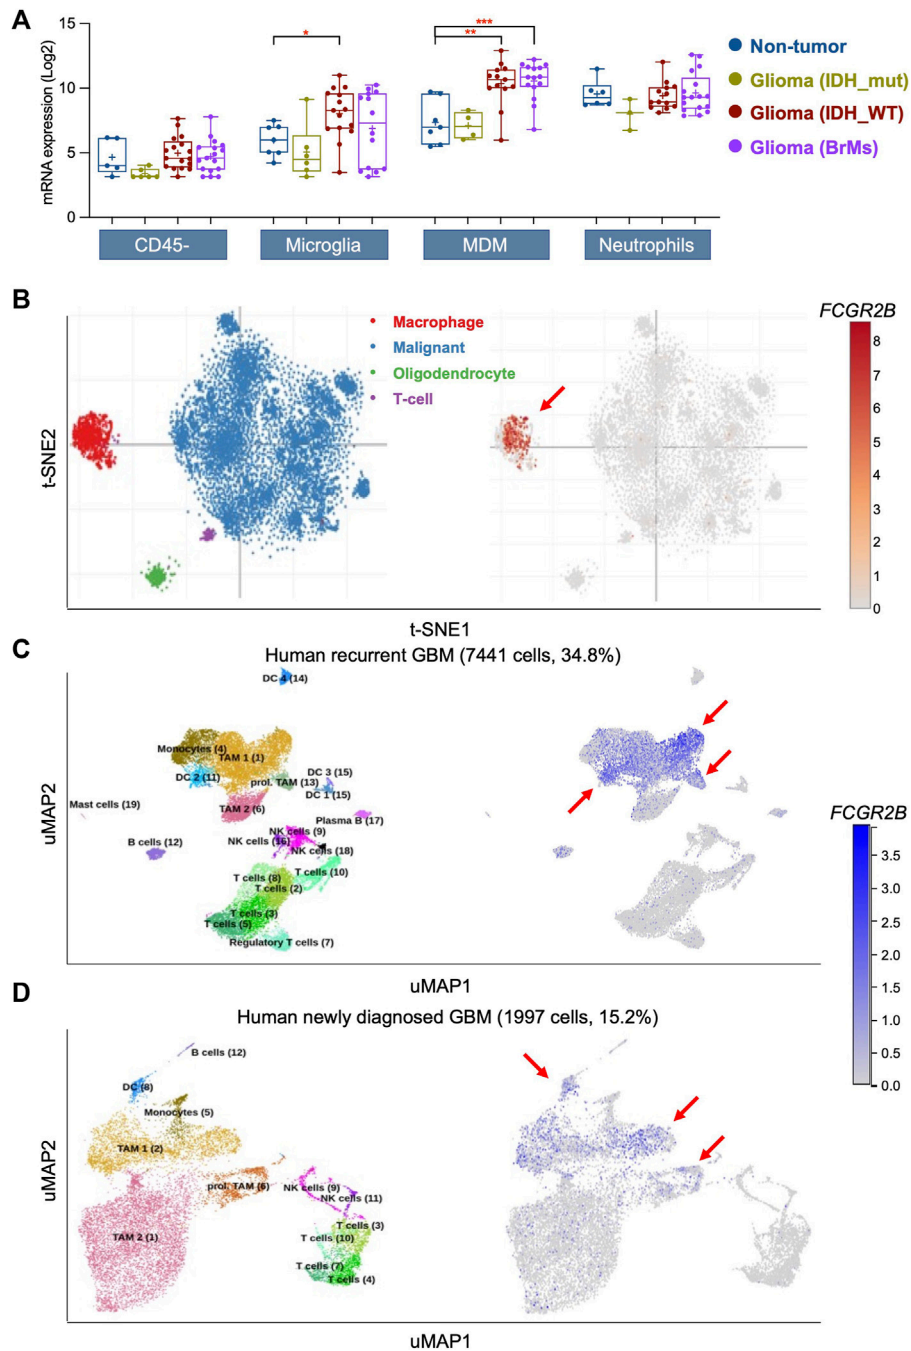 A
15
10
5
0
mRNA expression (Log2)
*
***
**
Non-tumor
Glioma (IDH_mut)
Glioma (IDH_WT)
Glioma (BrMs)
CD45-
Microglia
MDM
Neutrophils
B
Macrophage
Malignant
Oligodendrocyte
T-cell
FCGR2B
8
7
6
5
4
3
2
1
0
t-SNE2
t-SNE1
C
Human recurrent GBM (7441 cells, 34.8%)
DC 4 (14)
Monocytes (4)
TAM 1 (1)
DC 2 (11)
prol. TAM (13)
DC 3 (15)
DC 1 (15)
Mast cells (19)
TAM 2 (6)
Plasma B (17)
NK cells (9)
B cells (12)
NK cells (16)
NK cells (18)
T cells (10)
T cells (8)
T cells (2)
T cells (3)
T cells (5)
Regulatory T cells (7)
uMAP2
uMAP1
FCGR2B
3.5
3.0
2.5
2.0
1.5
1.0
0.5
0.0
D
Human newly diagnosed GBM (1997 cells, 15.2%)
B cells (12)
DC (8)
Monocytes (5)
TAM 1 (2)
prol. TAM (6)
NK cells (9)
NK cells (11)
T cells (3)
TAM 2 (1)
T cells (10)
T cells (7)
T cells (4)
uMAP2
uMAP1